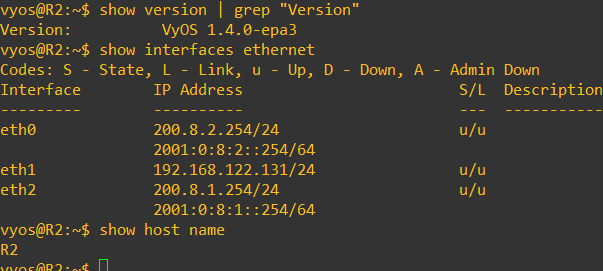 vyos@R2:~$ show version | grep "Version"
Version:          VyOS 1.4.0-epa3
vyos@R2:~$ show interfaces ethernet
Codes: S - State, L - Link, u - Up, D - Down, A - Admin Down
Interface        IP Address                        S/L  Description
---------        ----------                        ---  -----------
eth0             200.8.2.254/24                    u/u
                 2001:0:8:2::254/64
eth1             192.168.122.131/24                u/u
eth2             200.8.1.254/24                    u/u
                 2001:0:8:1::254/64
vyos@R2:~$ show host name
R2
vyos@R2:~$